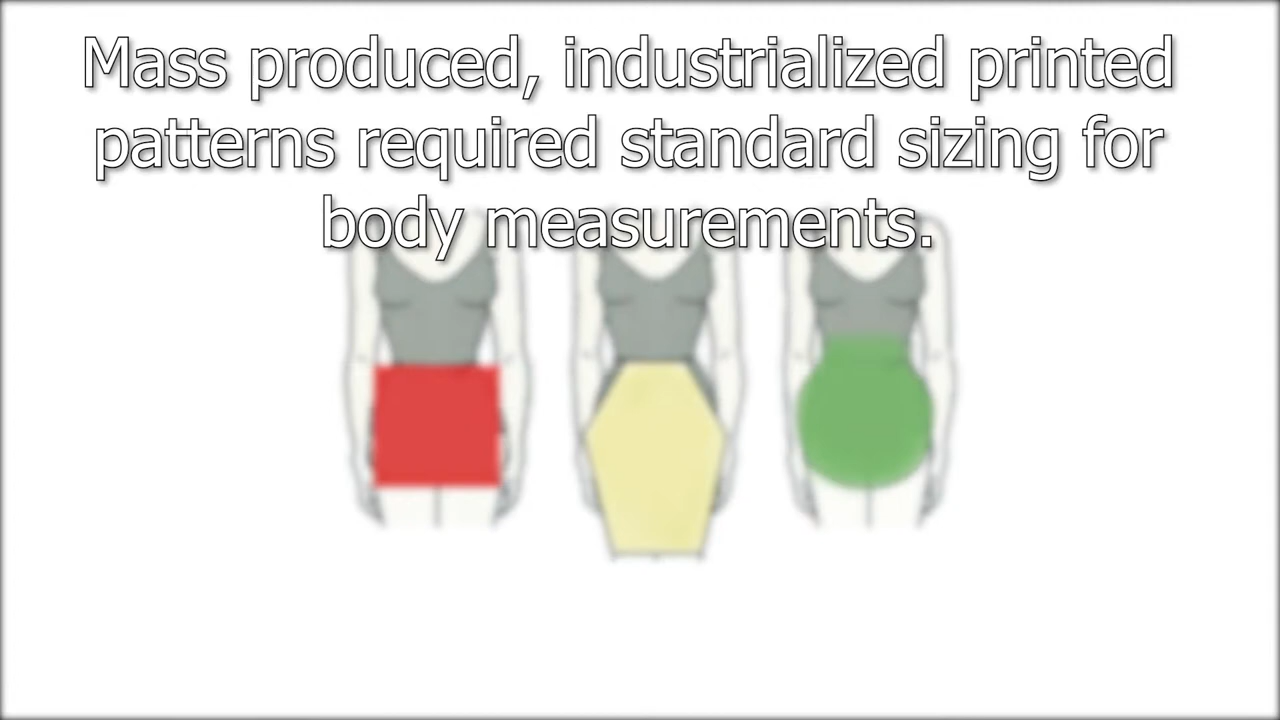 Mass produced, industrialized printed
patterns required standard sizing for
body measurements.